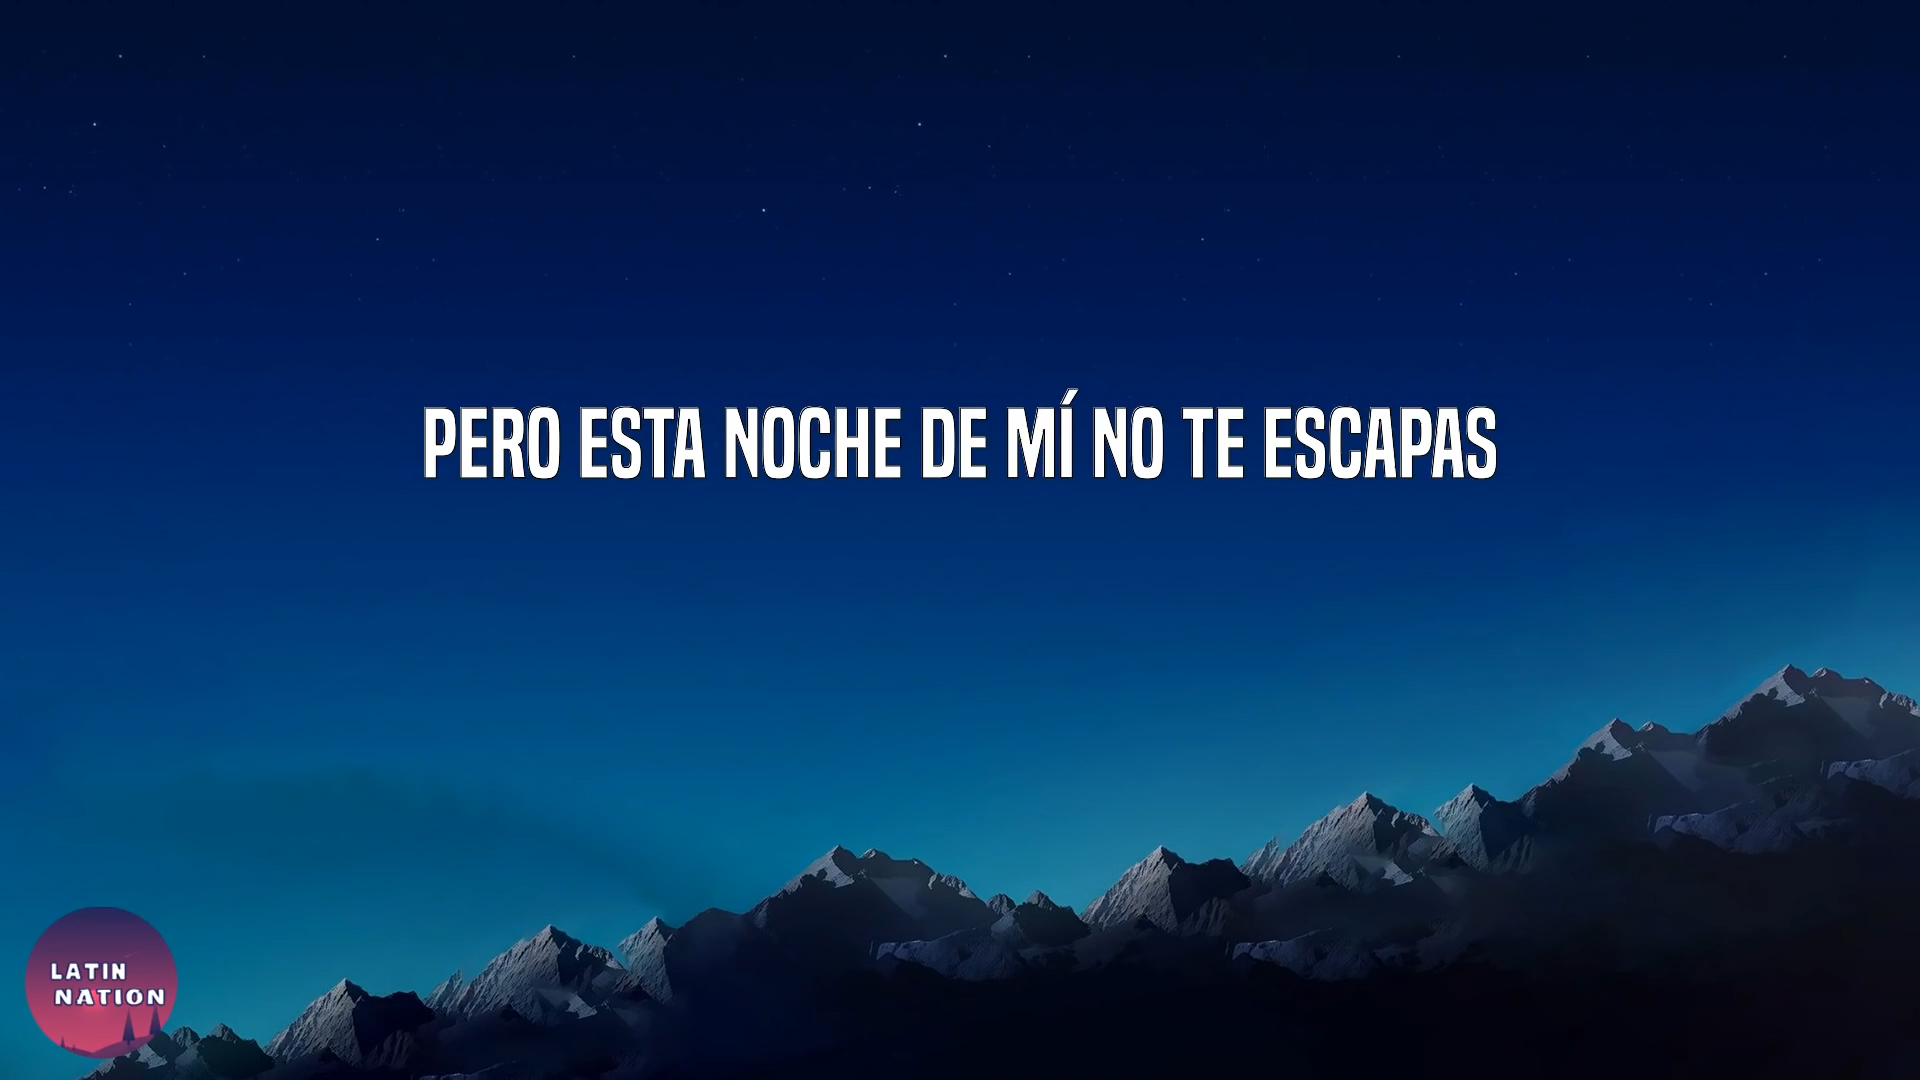 PERO ESTA NOCHE DE MÍ NO TE ESCAPAS
LATIN
NATION